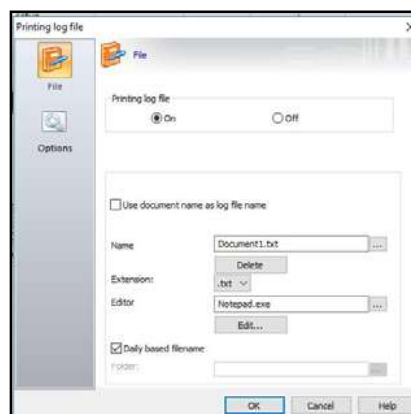 Printing log file
File
File
Options
Printing log file
On Off
Use document name as log file name
Name Document1.txt ...
Delete
Extension: .txt
Editor Notepad.exe ...
Edit...
Daily based filename
Folder: ...
OK Cancel Help